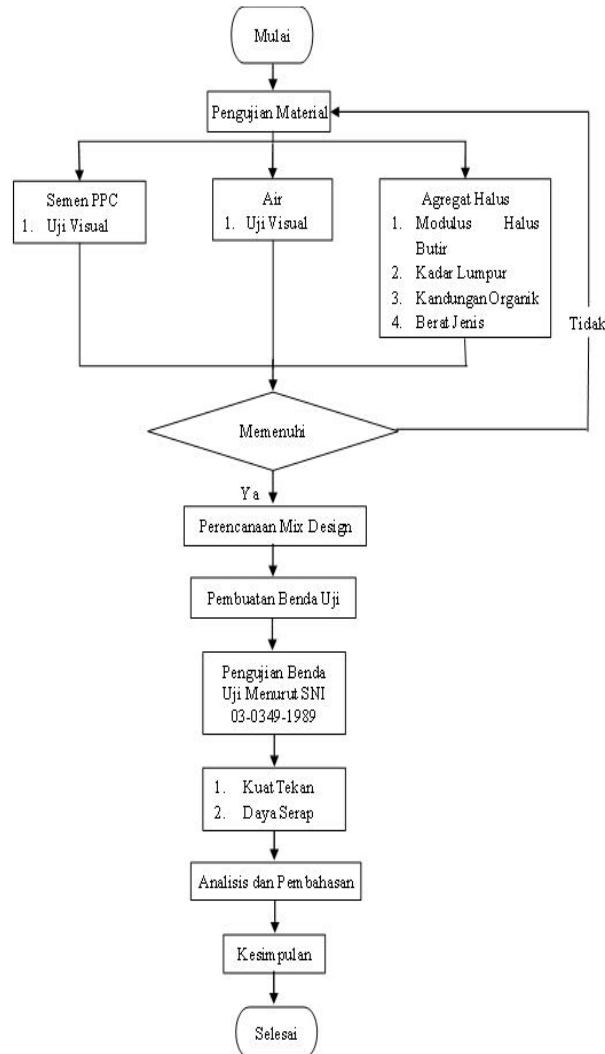 Mulai
Pengujian Material
Semen PPC
1. Uji Visual
Air
1. Uji Visual
Agregat Halus
1. Modulus Halus
Butir
2. Kadar Lumpur
3. Kandungan Organik
4. Berat Jenis
Tidak
Memenuhi
Ya
Perencanaan Mix Design
Pembuatan Benda Uji
Pengujian Benda
Uji Menurut SNI
03-0349-1989
1. Kuat Tekan
2. Daya Serap
Analisis dan Pembahasan
Kesimpulan
Selesai